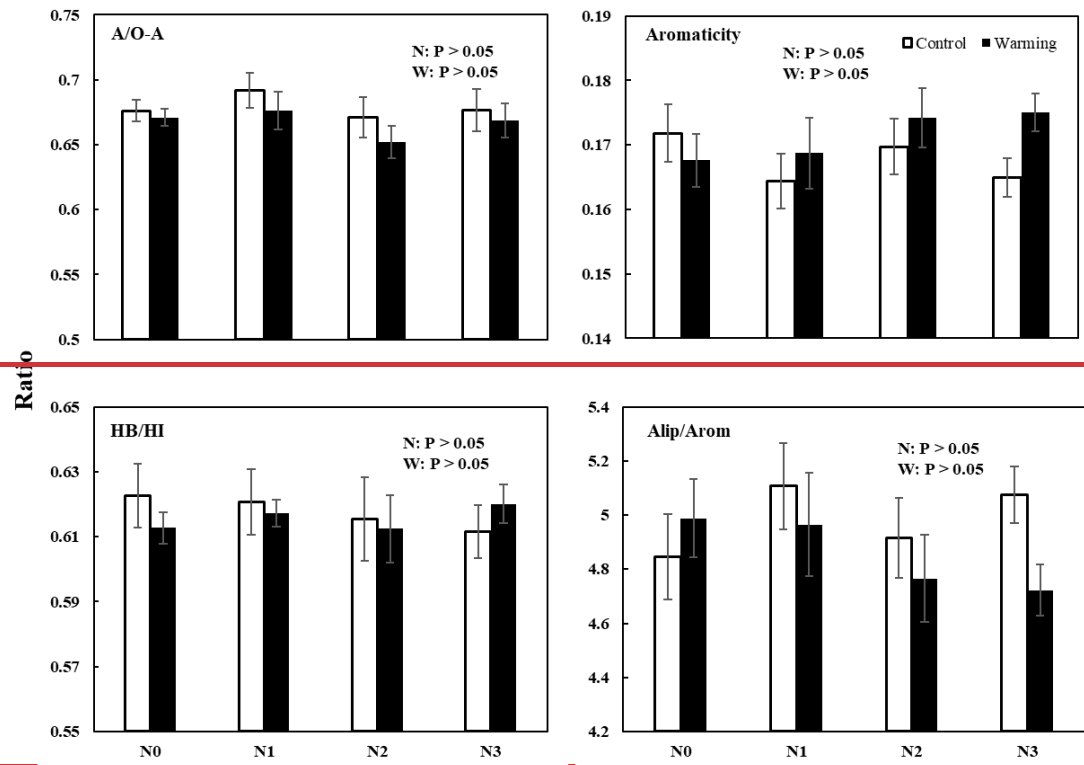 A/O-A
N: P > 0.05
W: P > 0.05
0.75
0.7
0.65
0.6
0.55
0.5
Aromaticity
Control
Warming
N: P > 0.05
W: P > 0.05
0.19
0.18
0.17
0.16
0.15
0.14
Ratio
HB/HI
N: P > 0.05
W: P > 0.05
0.65
0.63
0.61
0.59
0.57
0.55
N0
N1
N2
N3
Alip/Arom
N: P > 0.05
W: P > 0.05
5.4
5.2
5
4.8
4.6
4.4
4.2
N0
N1
N2
N3